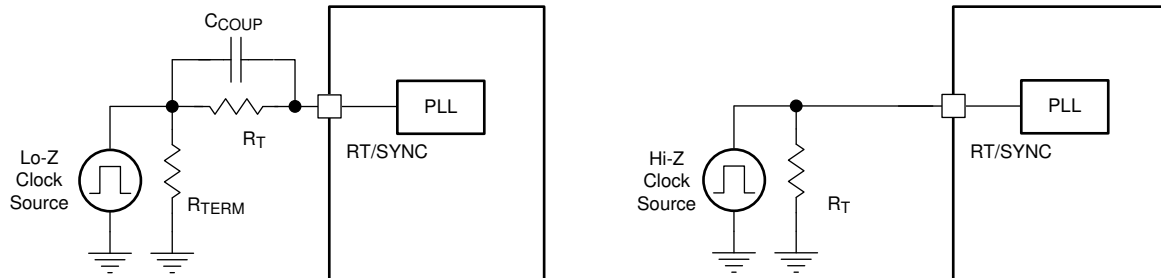 CCOUP
PLL
RT
RT/SYNC
Lo-Z
Clock
Source
RTERM
PLL
RT/SYNC
Hi-Z
Clock
Source
RT